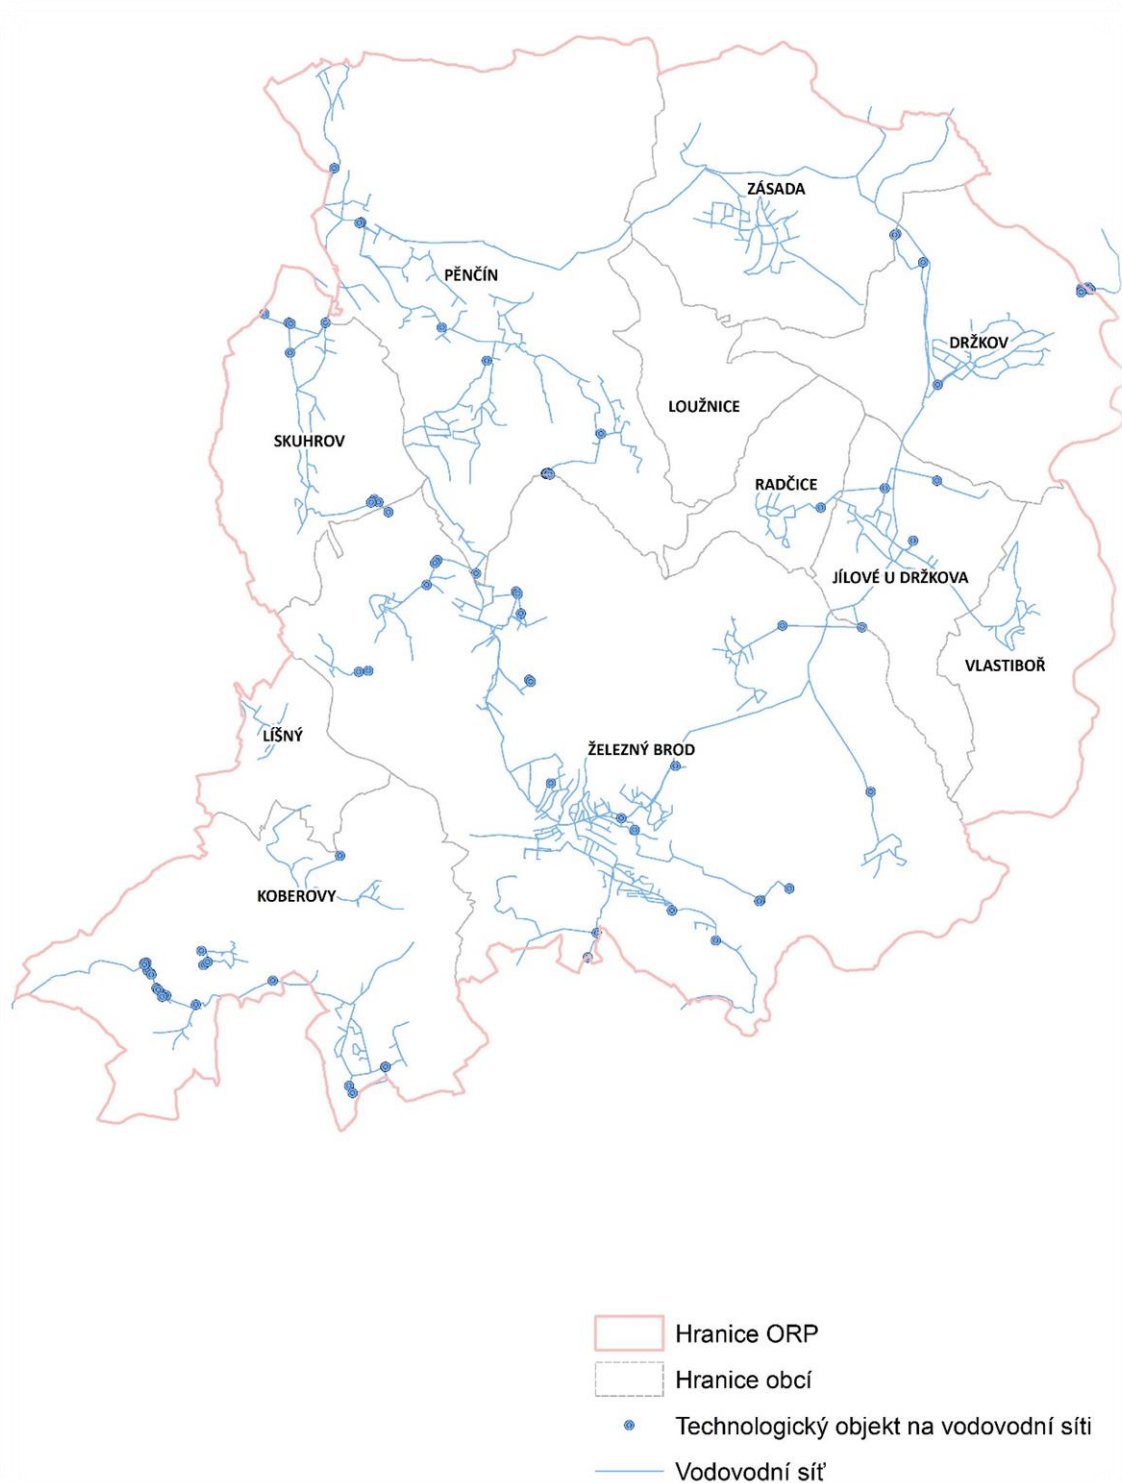 ZÁSADA
PĚNČÍN
DRŽKOV
LOUŽNICE
SKUHROV
RADČICE
JÍLOVÉ U DRŽKOVA
VLASTIBOŘ
LÍŠNÝ
ŽELEZNÝ BROD
KOBEROVY
Hranice ORP
Hranice obcí
Technologický objekt na vodovodní síti
Vodovodní síť